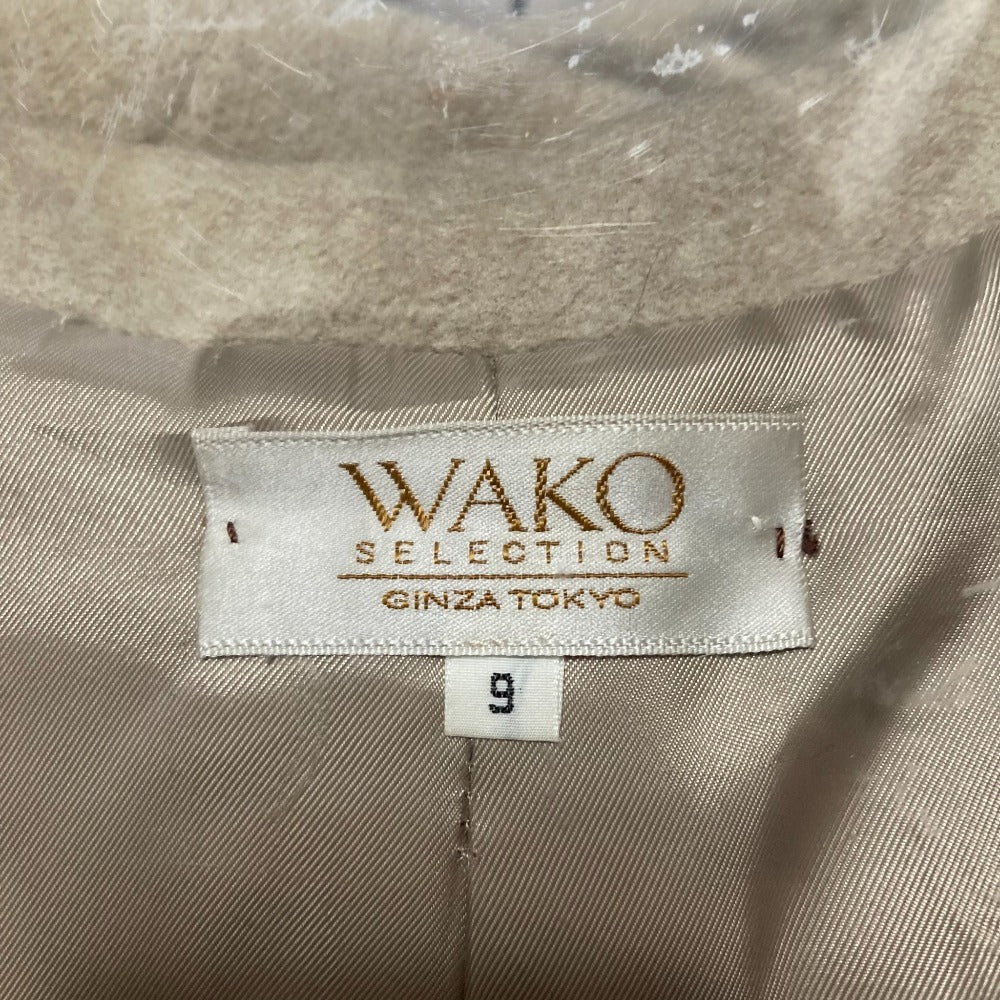 WAKO
SELECTION
GINZA TOKYO
9